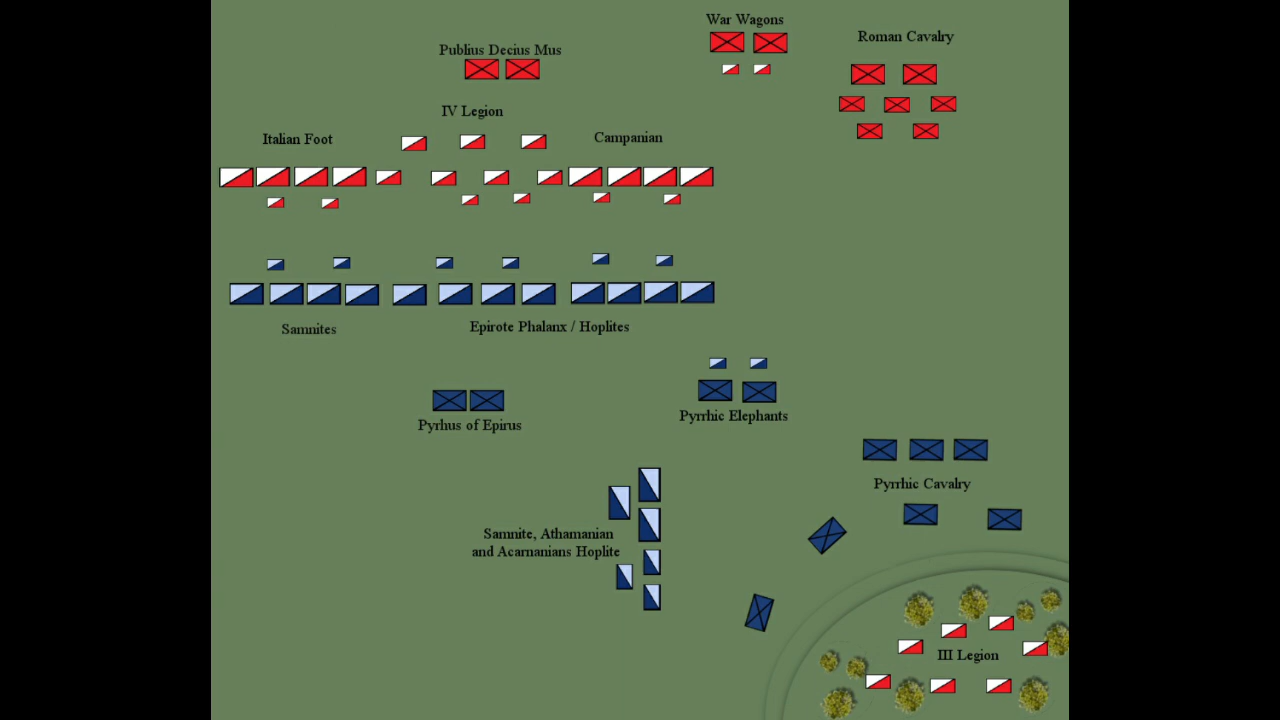 War Wagons
Roman Cavalry
Publius Decius Mus
IV Legion
Italian Foot
Campanian
Samnites
Epirote Phalanx / Hoplites
Pyrhus of Epirus
Pyrrhic Elephants
Pyrrhic Cavalry
Samnite, Athamanian
and Acarnanians Hoplite
III Legion